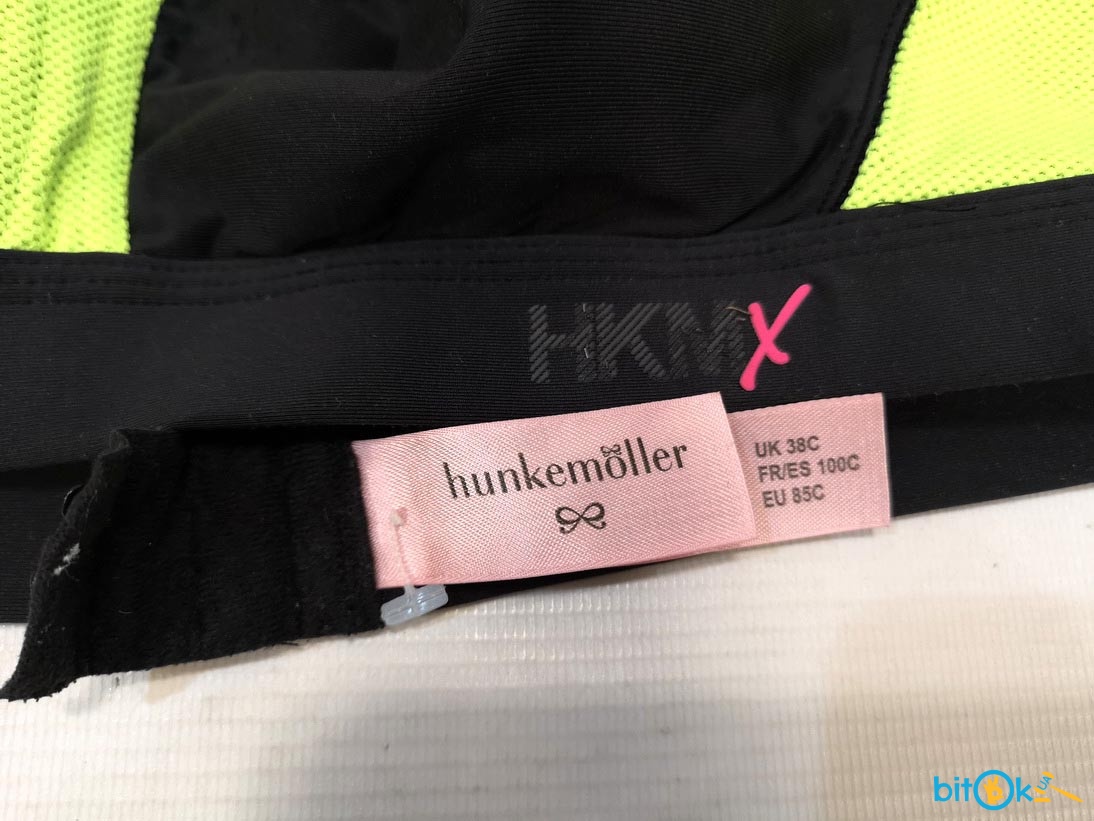 HKMX
hunkemöller
UK 38C
FR/ES 100C
EU 85C
bitOk